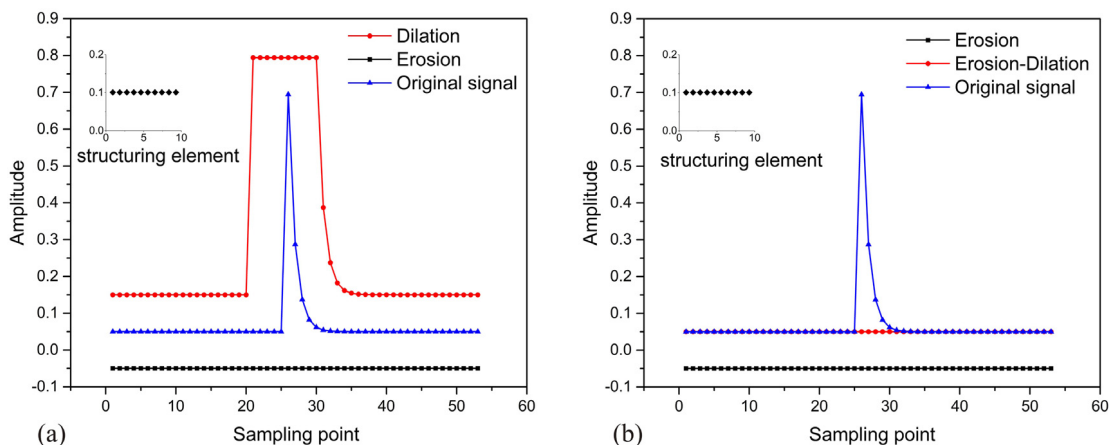 0.9
0.8
0.7
0.6
0.5
0.4
0.3
0.2
0.1
0.0
-0.1
Amplitude
0 10 20 30 40 50 60
Sampling point
(a)
Dilation
Erosion
Original signal
0.2
0.1
0.0
0 5 10
structuring element
0.9
0.8
0.7
0.6
0.5
0.4
0.3
0.2
0.1
0.0
-0.1
Amplitude
0 10 20 30 40 50 60
Sampling point
(b)
Erosion
Erosion-Dilation
Original signal
0.2
0.1
0.0
0 5 10
structuring element